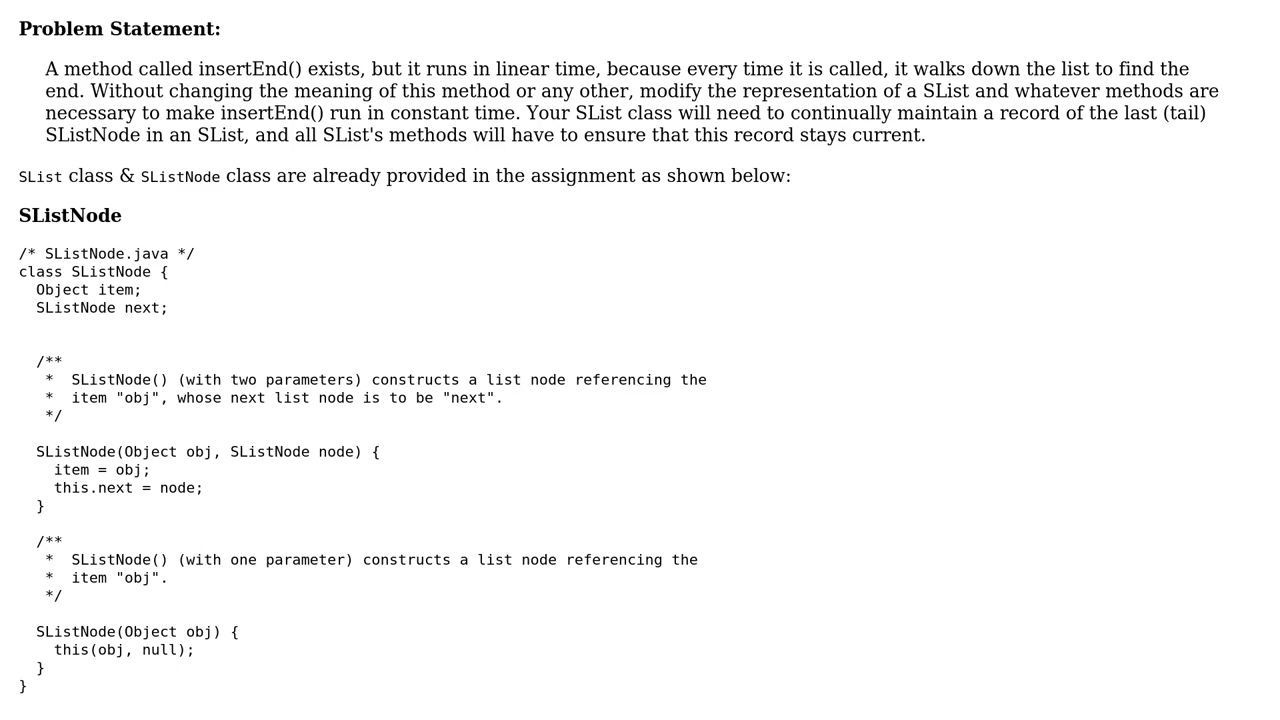 Problem Statement:
A method called insertEnd() exists, but it runs in linear time, because every time it is called, it walks down the list to find the
end. Without changing the meaning of this method or any other, modify the representation of a SList and whatever methods are
necessary to make insertEnd() run in constant time. Your SList class will need to continually maintain a record of the last (tail)
SListNode in an SList, and all SList's methods will have to ensure that this record stays current.
SList class & SListNode class are already provided in the assignment as shown below:
SListNode
/* SListNode.java */
class SListNode {
  Object item;
  SListNode next;
  /**
   *  SListNode() (with two parameters) constructs a list node referencing the
   *  item "obj", whose next list node is to be "next".
   */
  SListNode(Object obj, SListNode node) {
    item = obj;
    this.next = node;
  }
  /**
   *  SListNode() (with one parameter) constructs a list node referencing the
   *  item "obj".
   */
  SListNode(Object obj) {
    this(obj, null);
  }
}